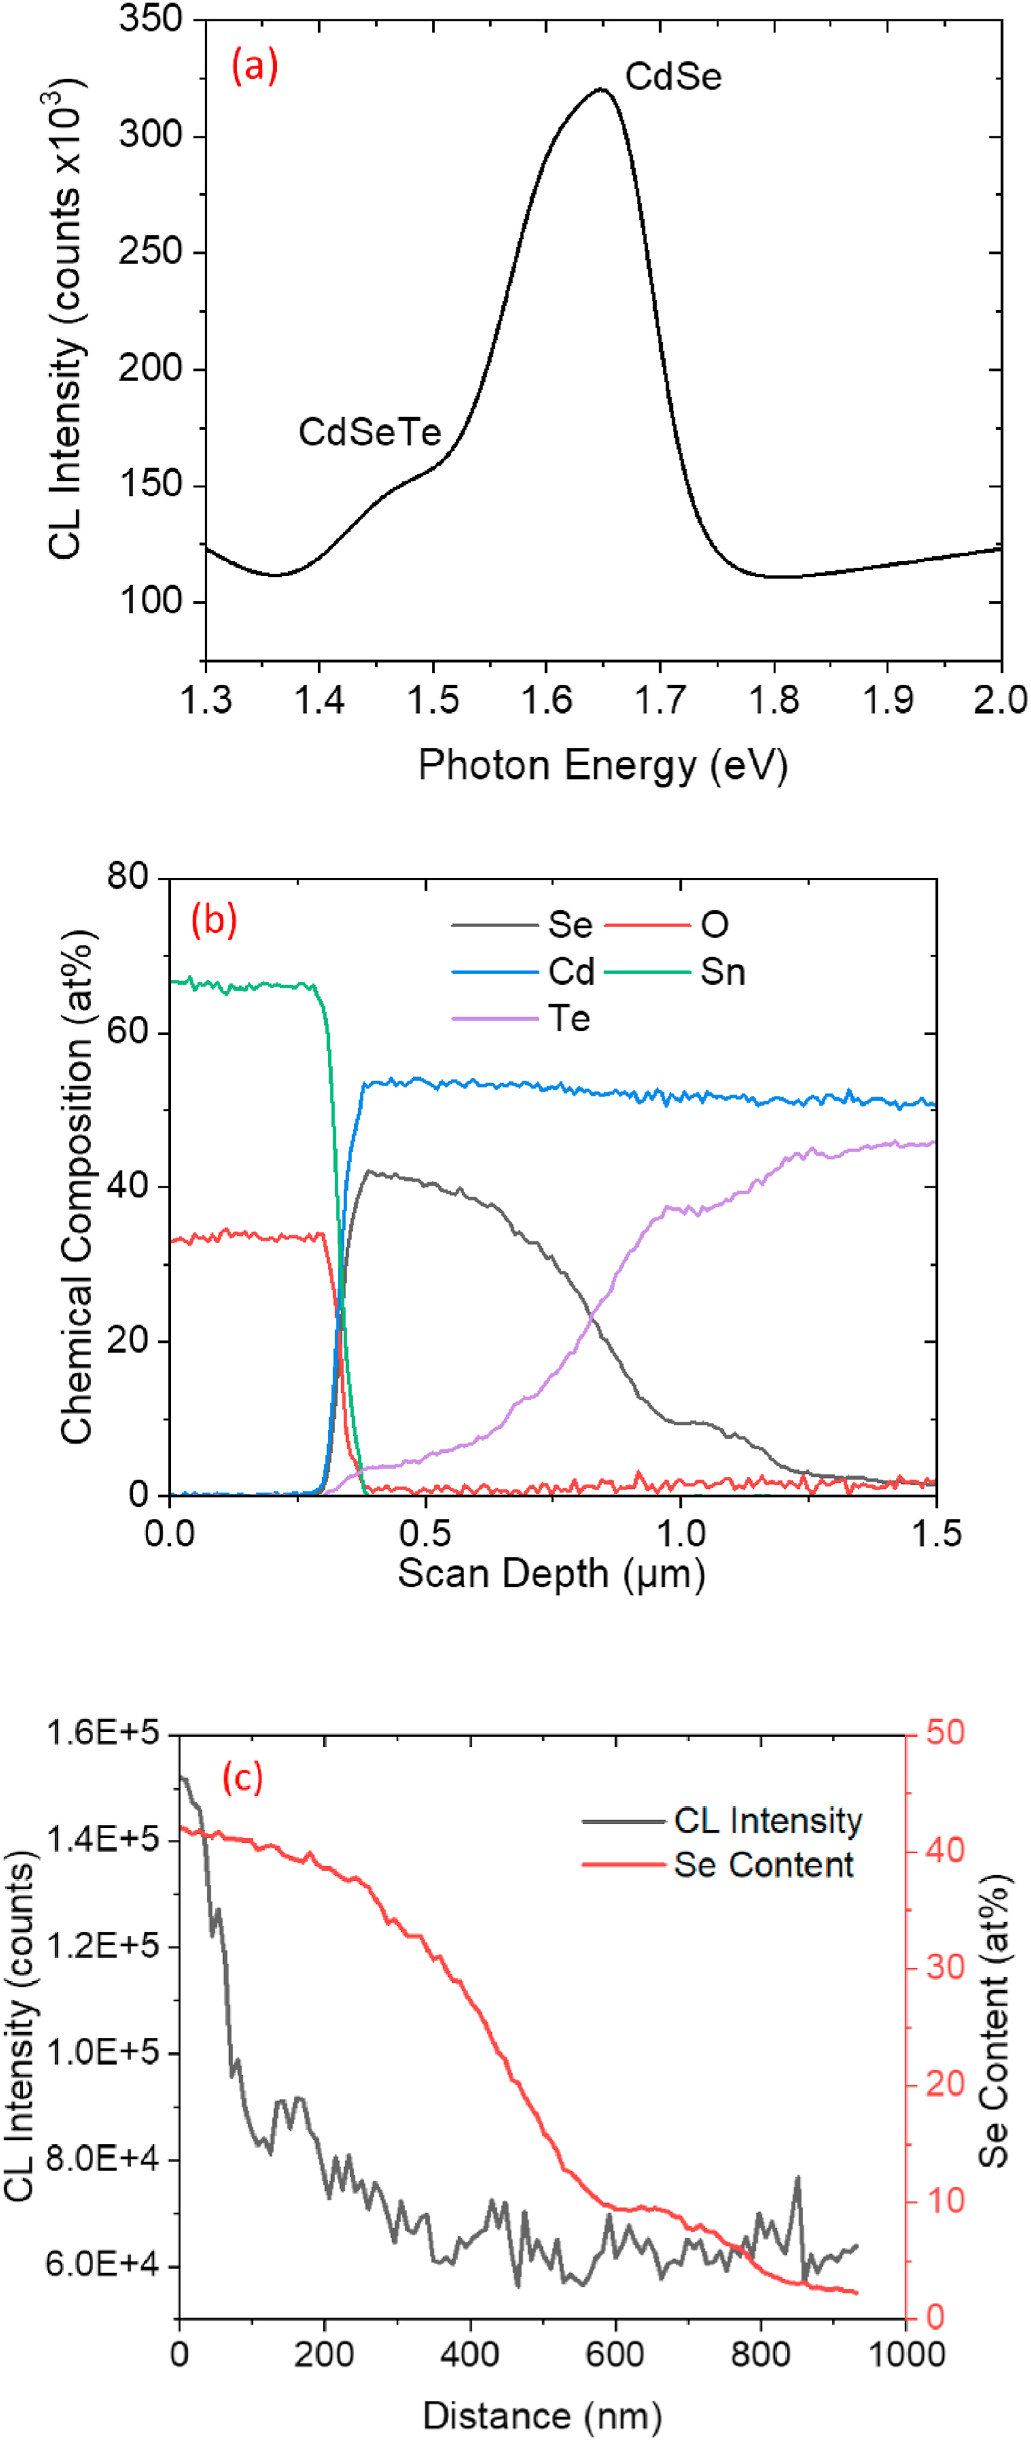 (a)
CdSe
CdSeTe
350
300
250
200
150
100
CL Intensity (counts x10³)
1.3 1.4 1.5 1.6 1.7 1.8 1.9 2.0
Photon Energy (eV)
(b)
Se O
Cd Sn
Te
80
60
40
20
0
Chemical Composition (at%)
0.0 0.5 1.0 1.5
Scan Depth (µm)
(c)
CL Intensity
Se Content
1.6E+5
1.4E+5
1.2E+5
1.0E+5
8.0E+4
6.0E+4
CL Intensity (counts)
50
40
30
20
10
0
Se Content (at%)
0 200 400 600 800 1000
Distance (nm)